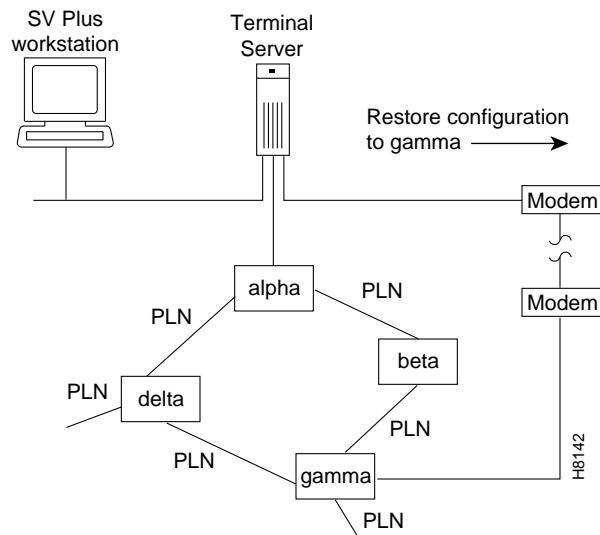 SV Plus
workstation
Terminal
Server
Restore configuration
to gamma
Modem
Modem
alpha
PLN
PLN
beta
PLN
delta
PLN
PLN
gamma
PLN
H8142